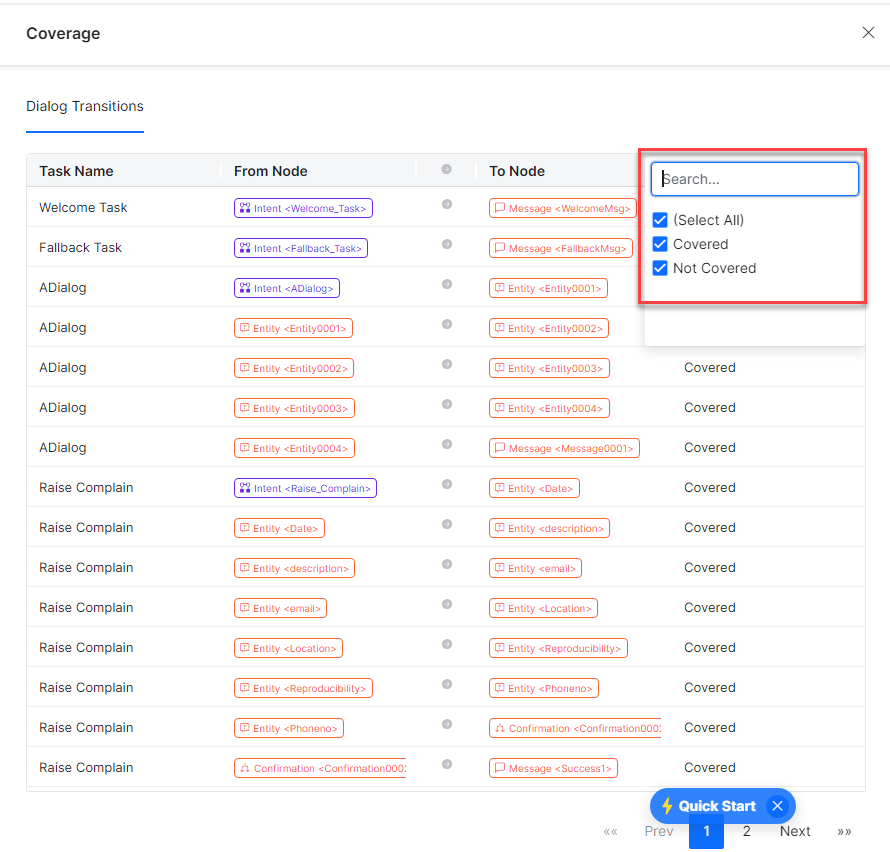 Coverage
Dialog Transitions
Task Name From Node To Node
Search...
(Select All)
Covered
Not Covered
Welcome Task Intent <Welcome_Task> Message <WelcomeMsg>
Fallback Task Intent <Fallback_Task> Message <FallbackMsg>
ADialog Intent <ADialog> Entity <Entity0001>
ADialog Entity <Entity0001> Entity <Entity0002>
ADialog Entity <Entity0002> Entity <Entity0003> Covered
ADialog Entity <Entity0003> Entity <Entity0004> Covered
ADialog Entity <Entity0004> Message <Message0001> Covered
Raise Complain Intent <Raise_Complain> Entity <Date> Covered
Raise Complain Entity <Date> Entity <description> Covered
Raise Complain Entity <description> Entity <email> Covered
Raise Complain Entity <email> Entity <Location> Covered
Raise Complain Entity <Location> Entity <Reproducibility> Covered
Raise Complain Entity <Reproducibility> Entity <Phoneno> Covered
Raise Complain Entity <Phoneno> Confirmation <Confirmation0002 Covered
Raise Complain Confirmation <Confirmation0002 Message <Success1> Covered
Quick Start
«« Prev 1 2 Next »»